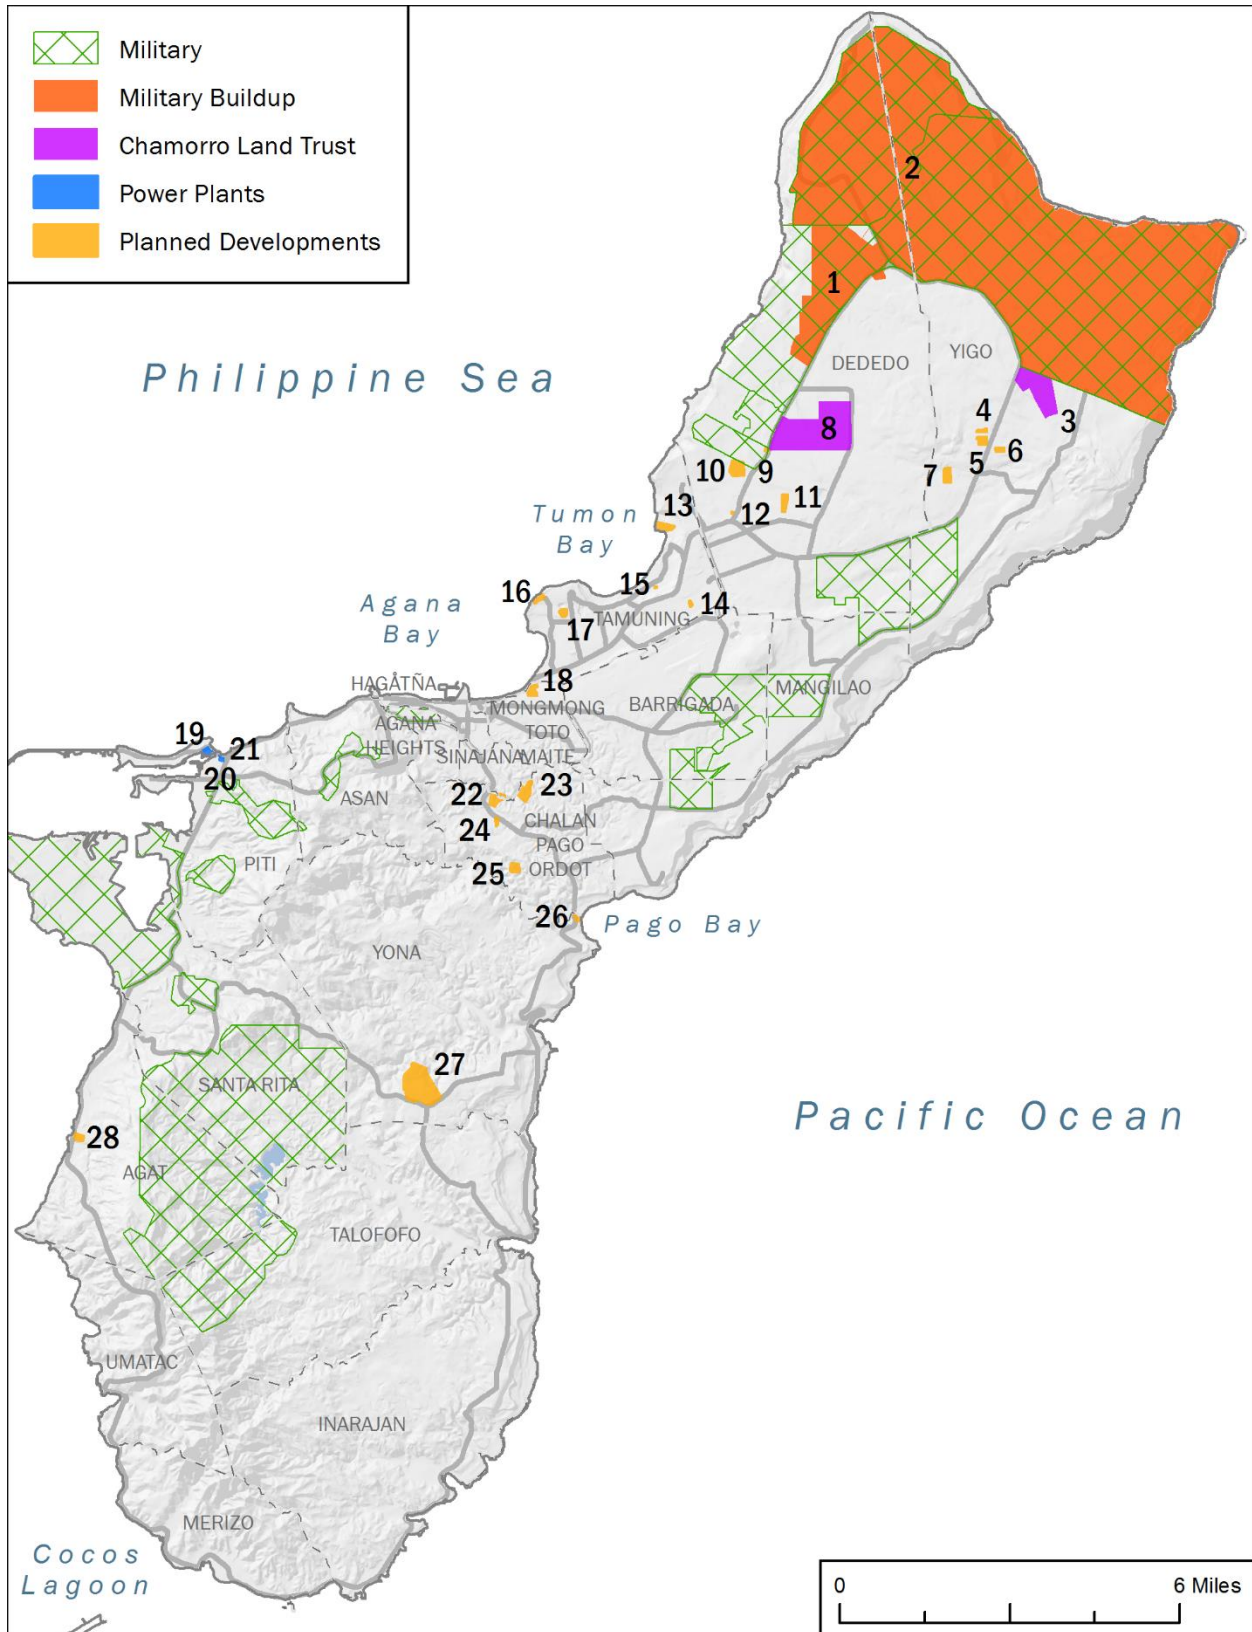 Military
Military Buildup
Chamorro Land Trust
Power Plants
Planned Developments
2
1
Philippine Sea
DEDEDO
YIGO
3
4
8
5
6
10
9
7
11
12
13
Tumon
Bay
15
16
14
Agana
Bay
17
TAMUNING
HAGÅTÑA
18
MONGMONG
TOTO
MAITE
BARRIGADA
MANGILAO
AGANA
HEIGHTS
SINAJANA
19
21
20
ASAN
22
23
24
CHALAN
PAGO
ORDOT
PITI
25
26
Pago Bay
YONA
27
SANTA RITA
Pacific Ocean
28
AGAT
TALOFOFO
UMATAC
INARAJAN
MERIZO
Cocos
Lagoon
0
6 Miles